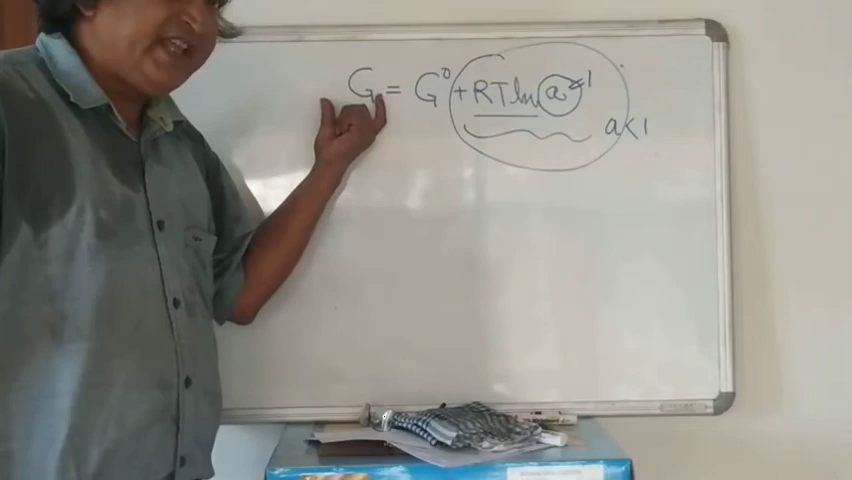 G = G⁰ + RT ln a 1
a < 1